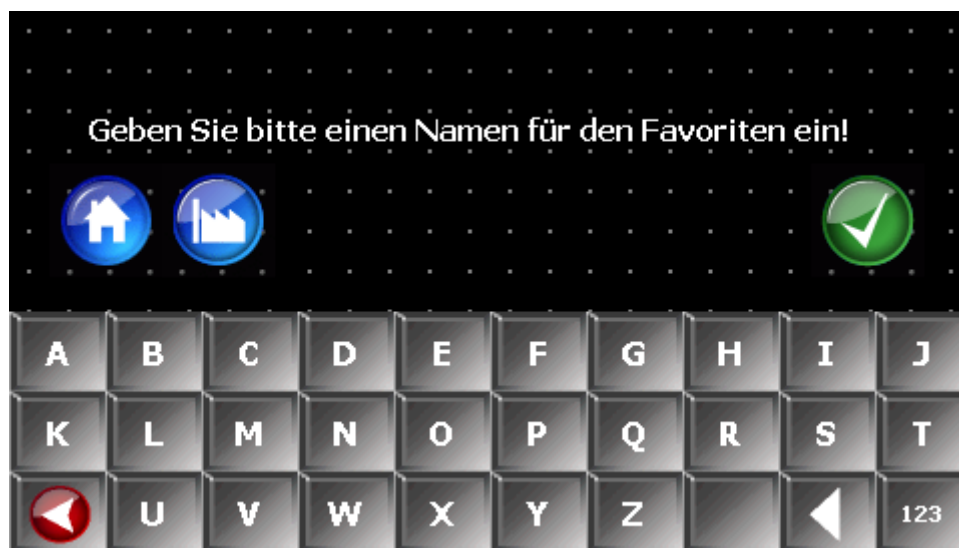 Geben Sie bitte einen Namen für den Favoriten ein!
A B C D E F G H I J
K L M N O P Q R S T
U V W X Y Z 123